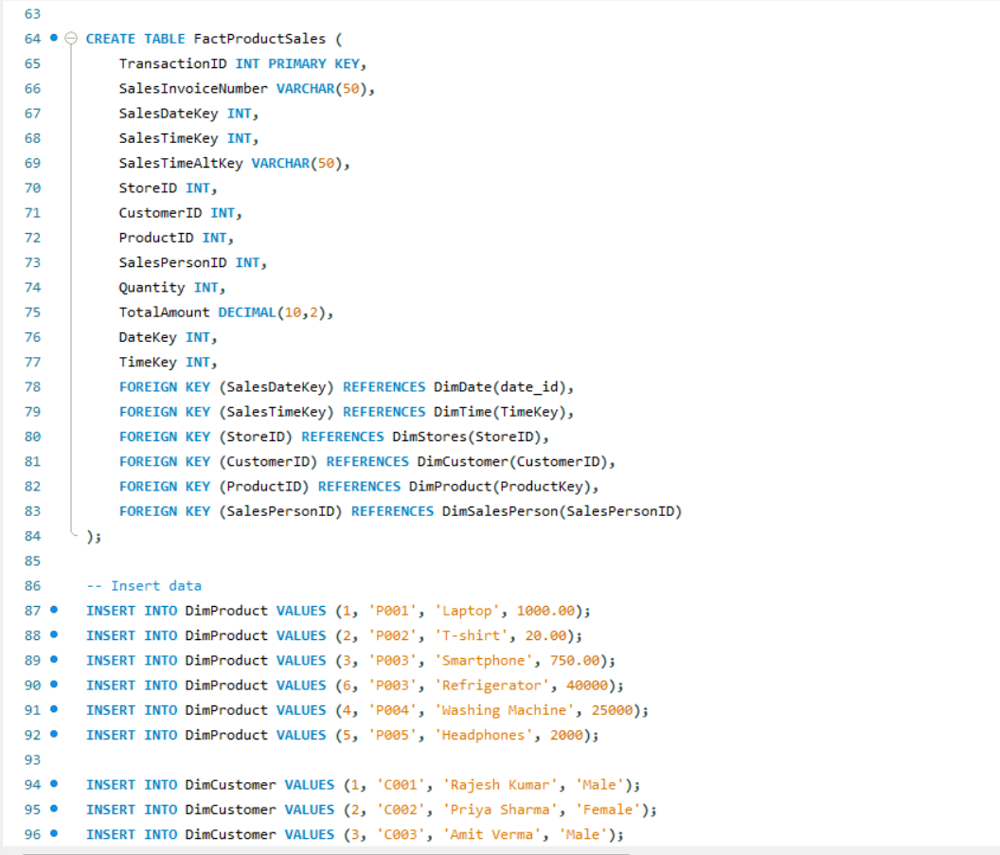 63
64 CREATE TABLE FactProductSales (
65 TransactionID INT PRIMARY KEY,
66 SalesInvoiceNumber VARCHAR(50),
67 SalesDateKey INT,
68 SalesTimeKey INT,
69 SalesTimeAltKey VARCHAR(50),
70 StoreID INT,
71 CustomerID INT,
72 ProductID INT,
73 SalesPersonID INT,
74 Quantity INT,
75 TotalAmount DECIMAL(10,2),
76 DateKey INT,
77 TimeKey INT,
78 FOREIGN KEY (SalesDateKey) REFERENCES DimDate(date_id),
79 FOREIGN KEY (SalesTimeKey) REFERENCES DimTime(TimeKey),
80 FOREIGN KEY (StoreID) REFERENCES DimStores(StoreID),
81 FOREIGN KEY (CustomerID) REFERENCES DimCustomer(CustomerID),
82 FOREIGN KEY (ProductID) REFERENCES DimProduct(ProductKey),
83 FOREIGN KEY (SalesPersonID) REFERENCES DimSalesPerson(SalesPersonID)
84 );
85
86 -- Insert data
87 INSERT INTO DimProduct VALUES (1, 'P001', 'Laptop', 1000.00);
88 INSERT INTO DimProduct VALUES (2, 'P002', 'T-shirt', 20.00);
89 INSERT INTO DimProduct VALUES (3, 'P003', 'Smartphone', 750.00);
90 INSERT INTO DimProduct VALUES (6, 'P003', 'Refrigerator', 40000);
91 INSERT INTO DimProduct VALUES (4, 'P004', 'Washing Machine', 25000);
92 INSERT INTO DimProduct VALUES (5, 'P005', 'Headphones', 2000);
93
94 INSERT INTO DimCustomer VALUES (1, 'C001', 'Rajesh Kumar', 'Male');
95 INSERT INTO DimCustomer VALUES (2, 'C002', 'Priya Sharma', 'Female');
96 INSERT INTO DimCustomer VALUES (3, 'C003', 'Amit Verma', 'Male');